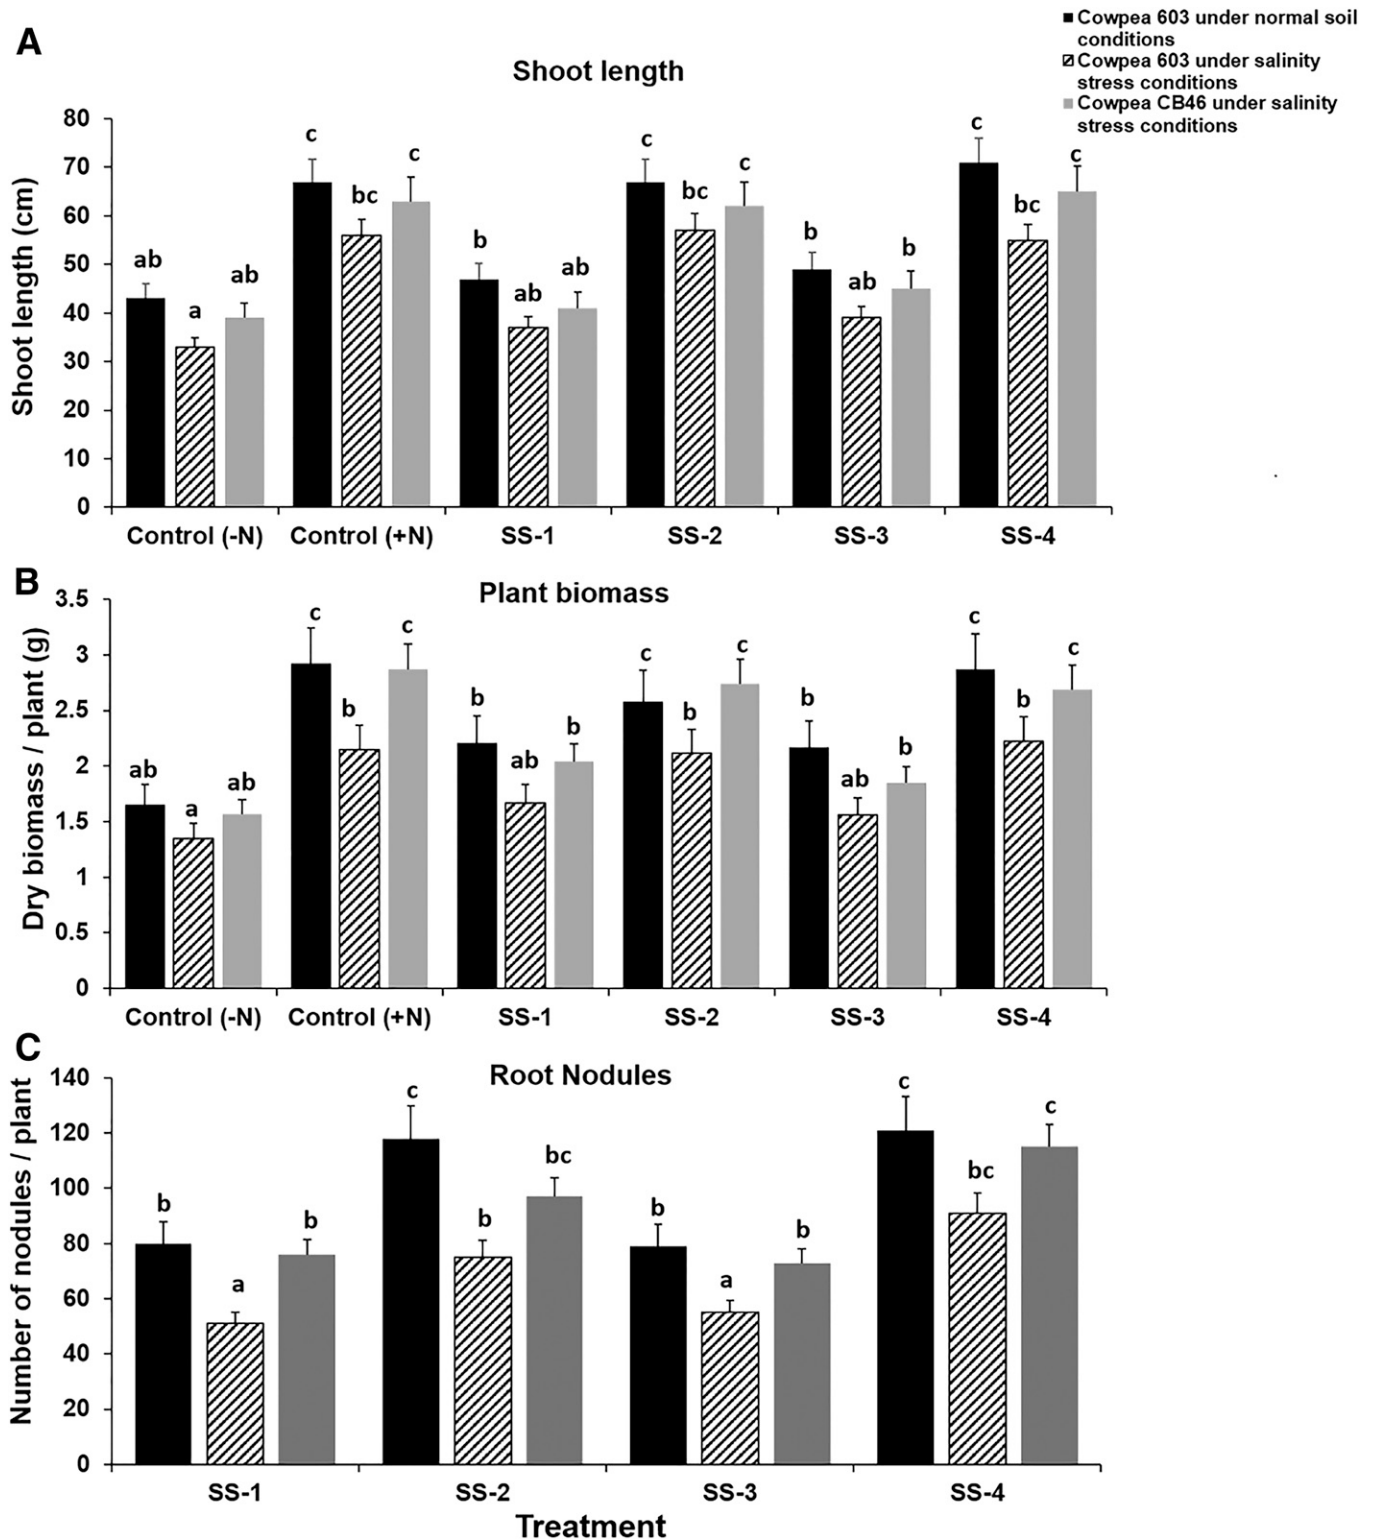 A
Cowpea 603 under normal soil
conditions
Cowpea 603 under salinity
stress conditions
Cowpea CB46 under salinity
stress conditions
Shoot length
Shoot length (cm)
80
70
60
50
40
30
20
10
0
ab a ab
c bc c
b ab ab
c bc c
b ab b
c bc c
Control (-N) Control (+N) SS-1 SS-2 SS-3 SS-4
B
Plant biomass
Dry biomass / plant (g)
3.5
3
2.5
2
1.5
1
0.5
0
ab a ab
c b c
b ab b
c b c
b ab b
c b c
Control (-N) Control (+N) SS-1 SS-2 SS-3 SS-4
C
Root Nodules
Number of nodules / plant
140
120
100
80
60
40
20
0
b a b
c b bc
b a b
c bc c
SS-1 SS-2 SS-3 SS-4
Treatment